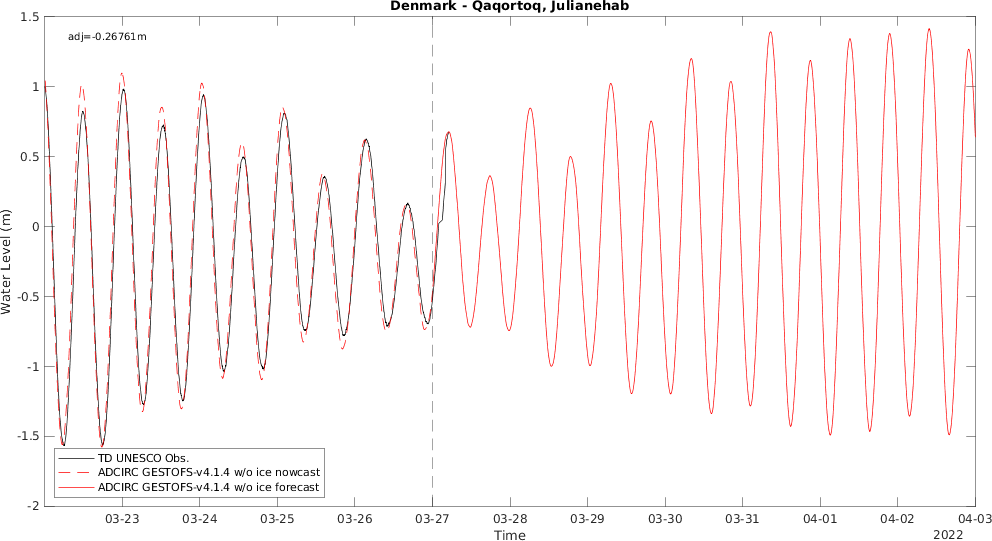 Denmark - Qaqortoq, Julianehab
adj=-0.26761m
1.5
1
0.5
0
-0.5
-1
-1.5
-2
Water Level (m)
TD UNESCO Obs.
ADCIRC GESTOFS-v4.1.4 w/o ice nowcast
ADCIRC GESTOFS-v4.1.4 w/o ice forecast
03-23 03-24 03-25 03-26 03-27 03-28 03-29 03-30 03-31 04-01 04-02 04-03
Time
2022